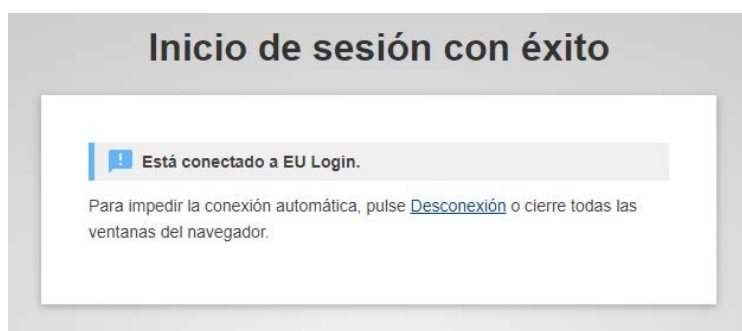 Inicio de sesión con éxito
Está conectado a EU Login.
Para impedir la conexión automática, pulse Desconexión o cierre todas las
ventanas del navegador.